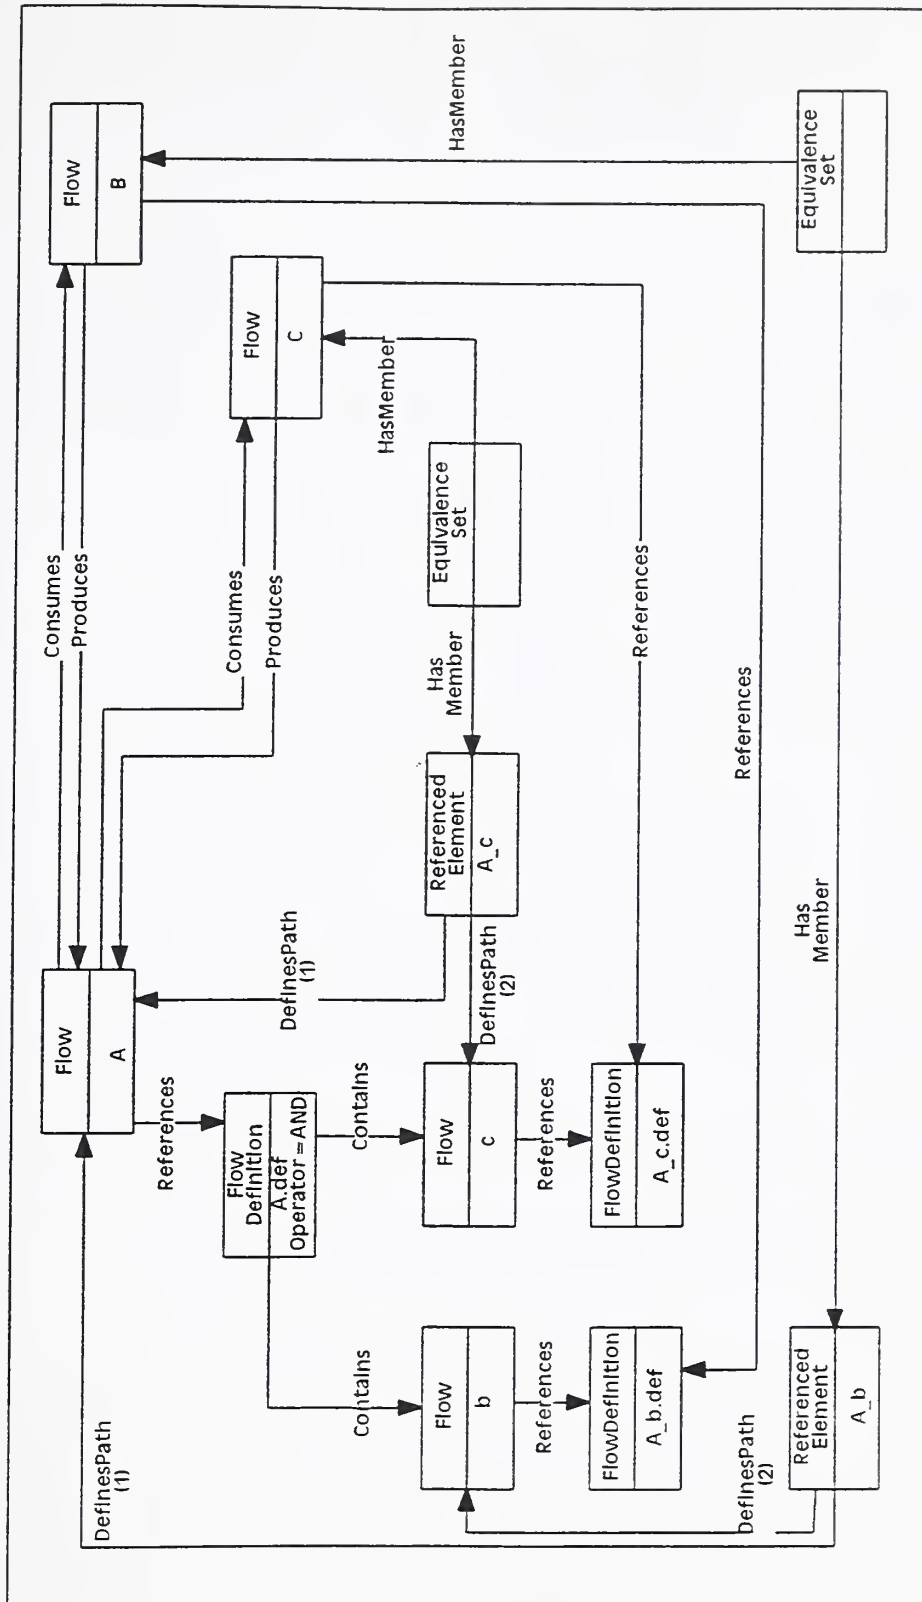 Flow
B
HasMember
Equivalence
Set
Consumes
Produces
Flow
C
HasMember
Consumes
Produces
Equivalence
Set
References
References
Has
Member
Referenced
Element
A_c
Has
Member
DefinesPath
(1)
DefinesPath
(2)
Flow
A
References
Flow
Definition
A.def
Operator=AND
Contains
Flow
c
References
FlowDefinition
A_c.def
Contains
Flow
b
References
FlowDefinition
A_b.def
Referenced
Element
A_b
DefinesPath
(1)
DefinesPath
(2)